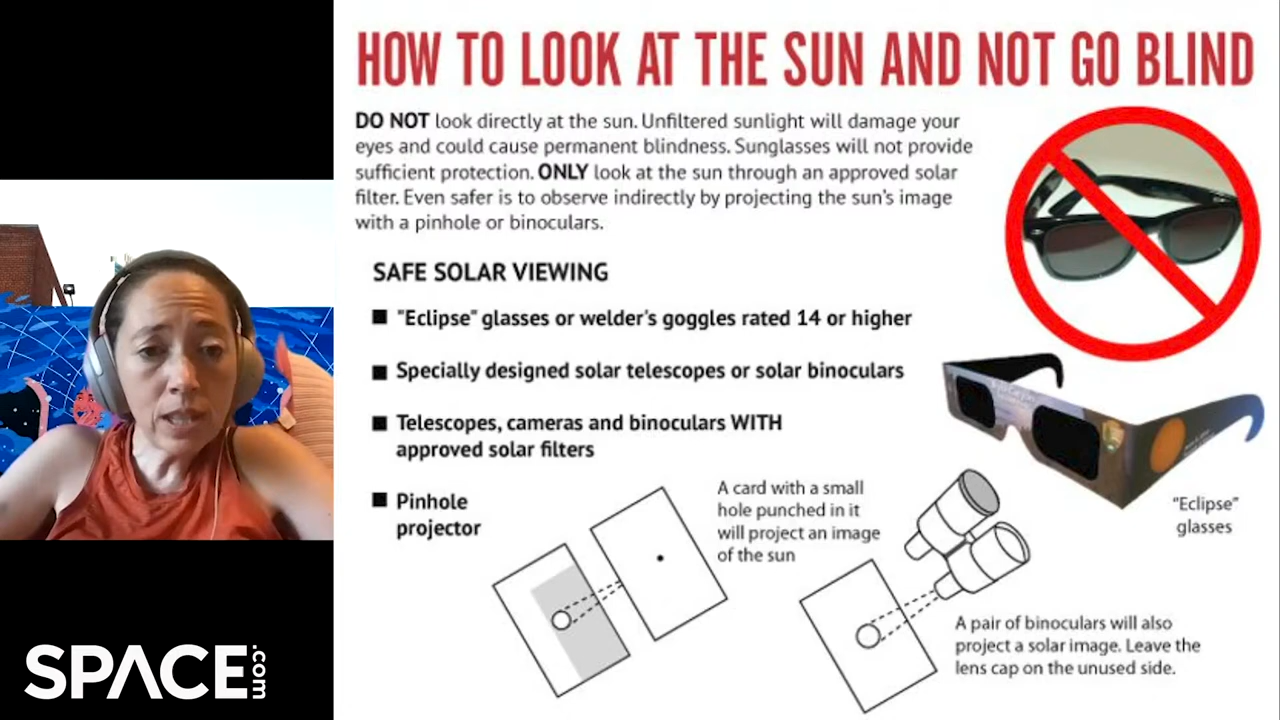 HOW TO LOOK AT THE SUN AND NOT GO BLIND
DO NOT look directly at the sun. Unfiltered sunlight will damage your
eyes and could cause permanent blindness. Sunglasses will not provide
sufficient protection. ONLY look at the sun through an approved solar
filter. Even safer is to observe indirectly by projecting the sun's image
with a pinhole or binoculars.
SAFE SOLAR VIEWING
"Eclipse" glasses or welder's goggles rated 14 or higher
Specially designed solar telescopes or solar binoculars
Telescopes, cameras and binoculars WITH
approved solar filters
Pinhole
projector
A card with a small
hole punched in it
will project an image
of the sun
"Eclipse"
glasses
A pair of binoculars will also
project a solar image. Leave the
lens cap on the unused side.
SPACE.com